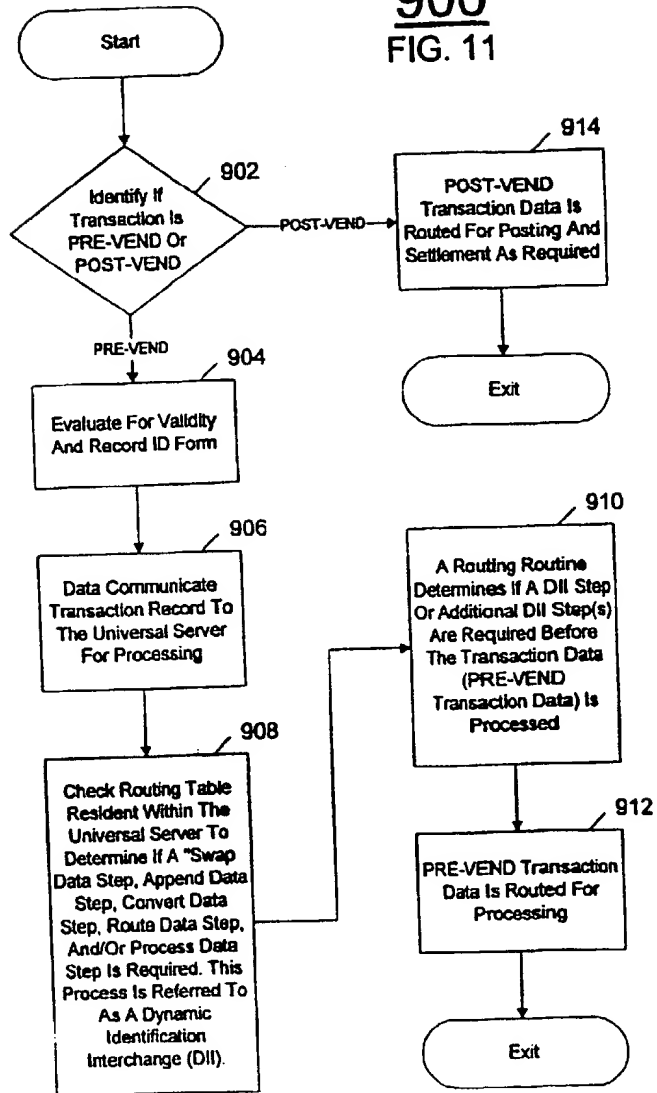 900
FIG. 11
Start
902
Identify If
Transaction Is
PRE-VEND Or
POST-VEND
POST-VEND
914
POST-VEND
Transaction Data Is
Routed For Posting And
Settlement As Required
Exit
PRE-VEND
904
Evaluate For Validity
And Record ID Form
906
Data Communicate
Transaction Record To
The Universal Server
For Processing
908
Check Routing Table
Resident Within The
Universal Server To
Determine If A "Swap
Data Step, Append Data
Step, Convert Data
Step, Route Data Step,
And/Or Process Data
Step Is Required. This
Process Is Referred To
As A Dynamic
Identification
Interchange (DII).
910
A Routing Routine
Determines If A DII Step
Or Additional DII Step(s)
Are Required Before
The Transaction Data
(PRE-VEND
Transaction Data) Is
Processed
912
PRE-VEND Transaction
Data Is Routed For
Processing
Exit